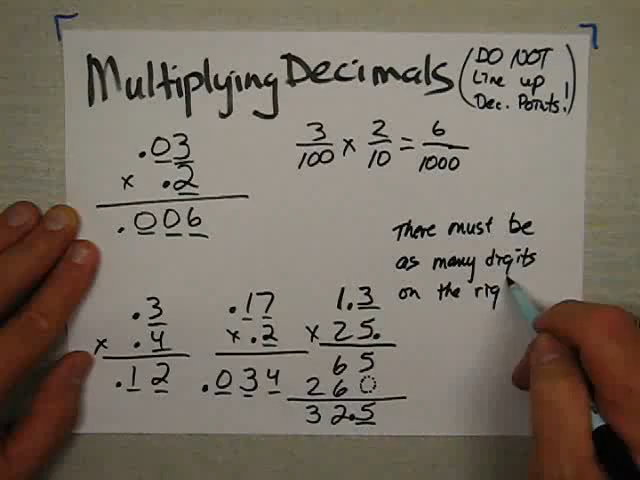 Multiplying Decimals
(DO NOT
Line up
Dec. Points!)
.03
× .2
.006
3/100 × 2/10 = 6/1000
There must be
as many digits
on the rig
.3
× .4
.12
.17
× .2
.034
1.3
× 25.
65
260
32.5